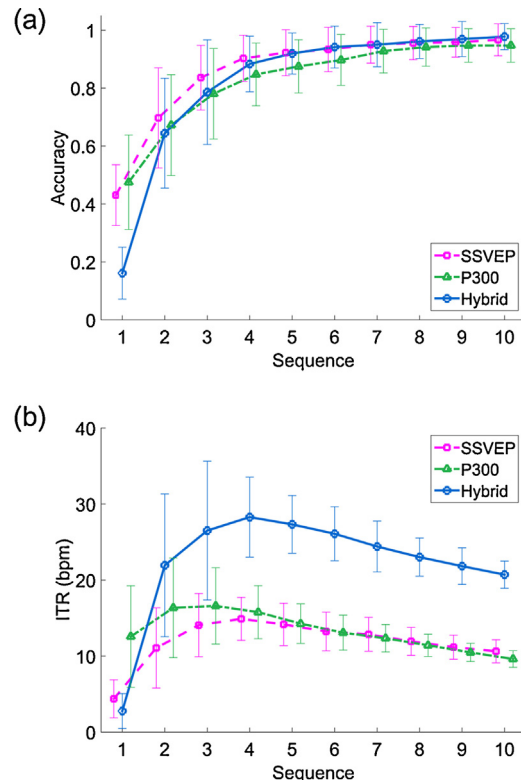 (a)
1
0.8
0.6
0.4
0.2
0
Accuracy
SSVEP
P300
Hybrid
1 2 3 4 5 6 7 8 9 10
Sequence
(b)
40
30
20
10
0
ITR (bpm)
SSVEP
P300
Hybrid
1 2 3 4 5 6 7 8 9 10
Sequence